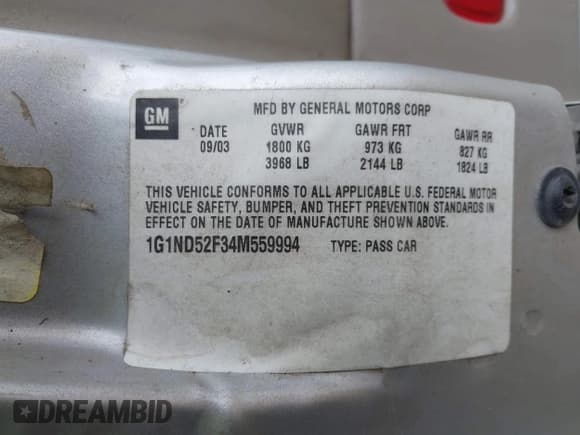 GM
MFD BY GENERAL MOTORS CORP
DATE GVWR GAWR FRT GAWR RR
09/03 1800 KG 973 KG 827 KG
3968 LB 2144 LB 1824 LB
THIS VEHICLE CONFORMS TO ALL APPLICABLE U.S. FEDERAL MOTOR
VEHICLE SAFETY, BUMPER, AND THEFT PREVENTION STANDARDS IN
EFFECT ON THE DATE OF MANUFACTURE SHOWN ABOVE.
1G1ND52F34M559994 TYPE: PASS CAR
DREAMBID